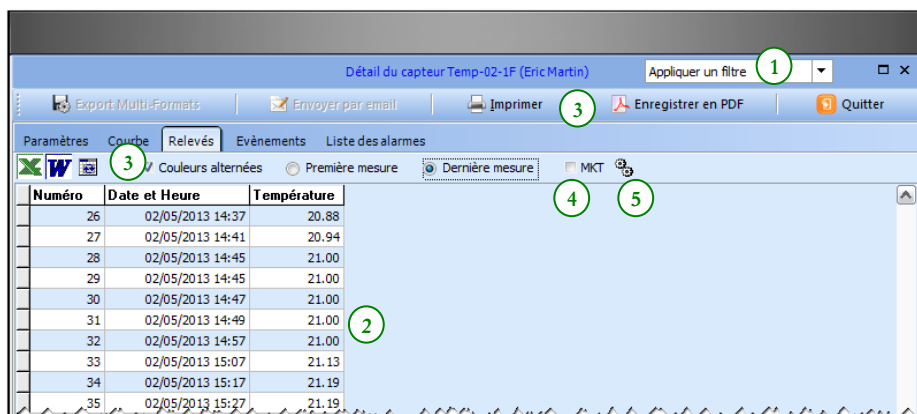 Détail du capteur Temp-02-1F (Eric Martin) Appliquer un filtre 1
Export Multi-Formats Envoyer par email Imprimer 3 Enregistrer en PDF Quitter
Paramètres Courbe Relevés Evènements Liste des alarmes
3 Couleurs alternées Première mesure Dernière mesure MKT
4 5
Numéro Date et Heure Température
26 02/05/2013 14:37 20.88
27 02/05/2013 14:41 20.94
28 02/05/2013 14:45 21.00
29 02/05/2013 14:45 21.00
30 02/05/2013 14:47 21.00
31 02/05/2013 14:49 21.00 2
32 02/05/2013 14:57 21.00
33 02/05/2013 15:07 21.13
34 02/05/2013 15:17 21.19
35 02/05/2013 15:27 21.19